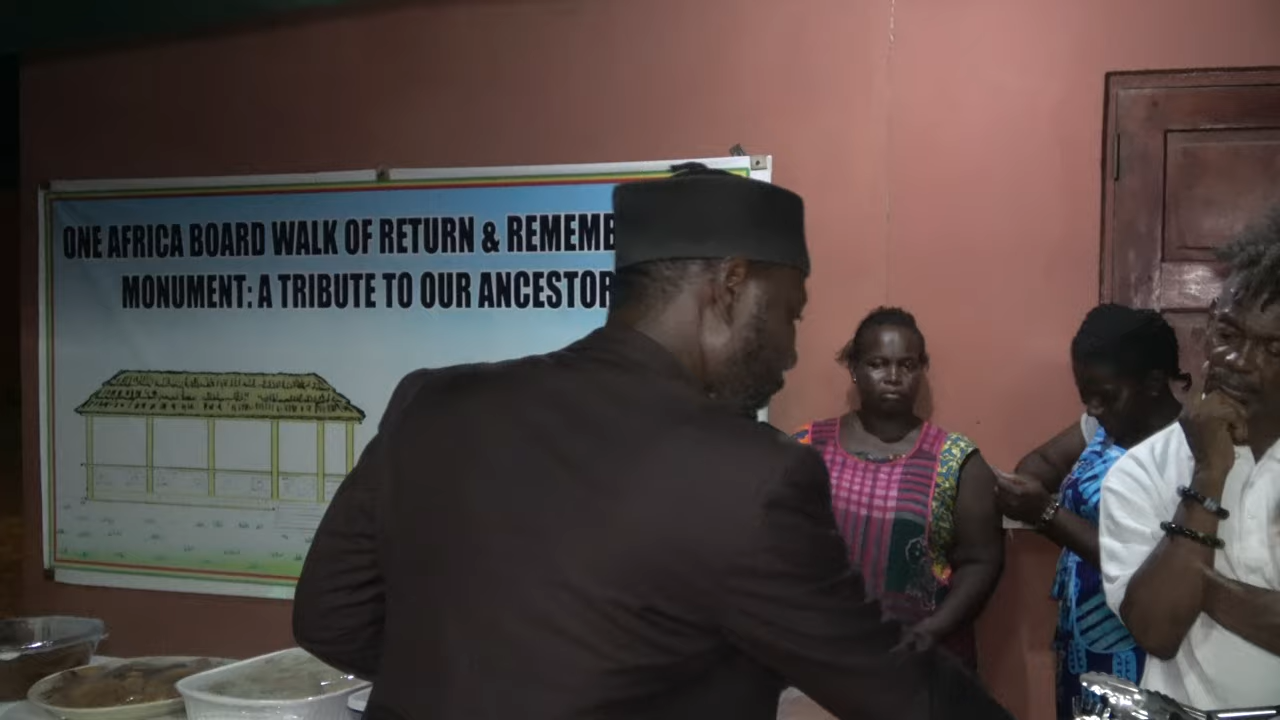 ONE AFRICA BOARD WALK OF RETURN & REMEMB
MONUMENT: A TRIBUTE TO OUR ANCESTOR